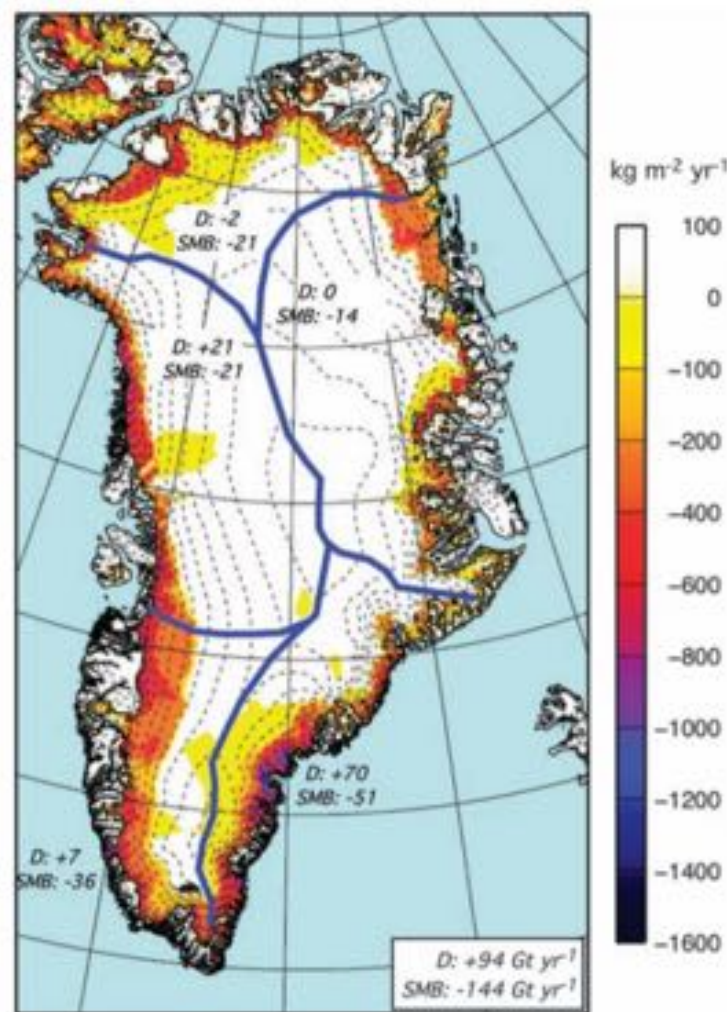 kg m⁻² yr⁻¹
100
0
−100
−200
−400
−600
−800
−1000
−1200
−1400
−1600
D: -2
SMB: -21
D: 0
SMB: -14
D: +21
SMB: -21
D: +70
SMB: -51
D: +7
SMB: -36
D: +94 Gt yr⁻¹
SMB: -144 Gt yr⁻¹